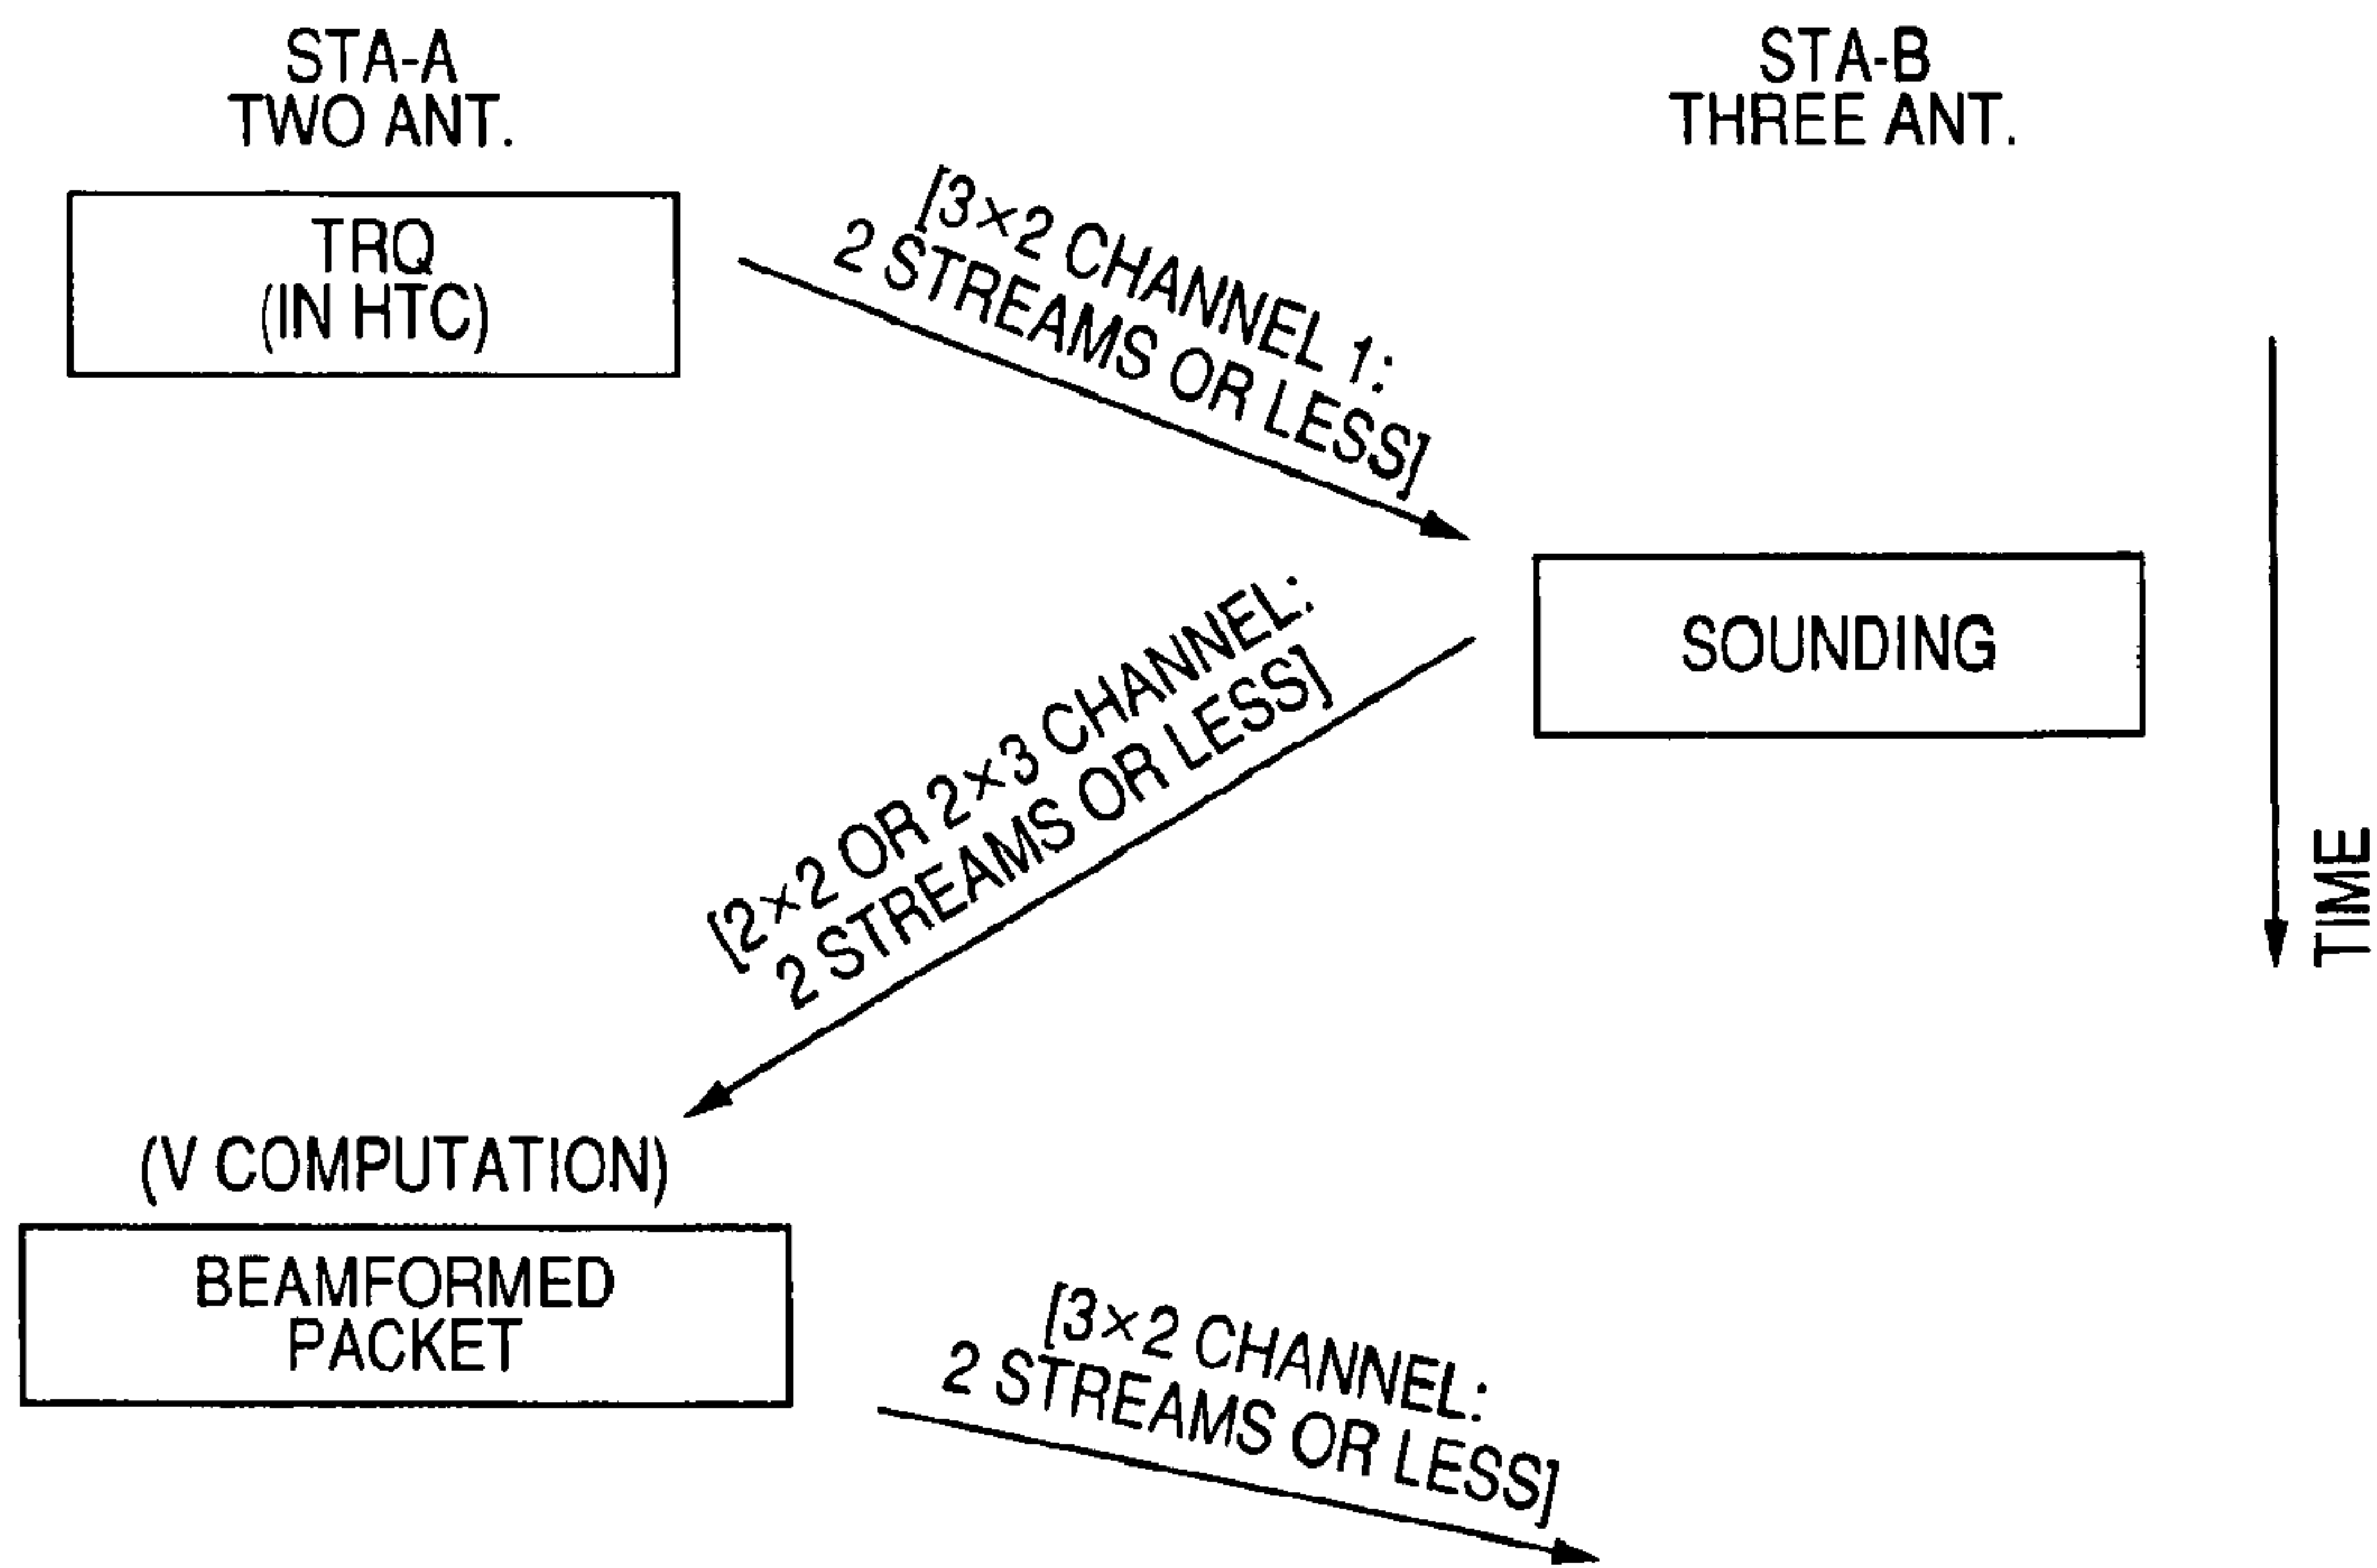 STA-A
TWO ANT.
STA-B
THREE ANT.
TRQ
(IN HTC)
[3×2 CHANNEL 1:
2 STREAMS OR LESS]
SOUNDING
[2×2 OR 2×3 CHANNEL:
2 STREAMS OR LESS]
TIME
(V COMPUTATION)
BEAMFORMED
PACKET
[3×2 CHANNEL:
2 STREAMS OR LESS]